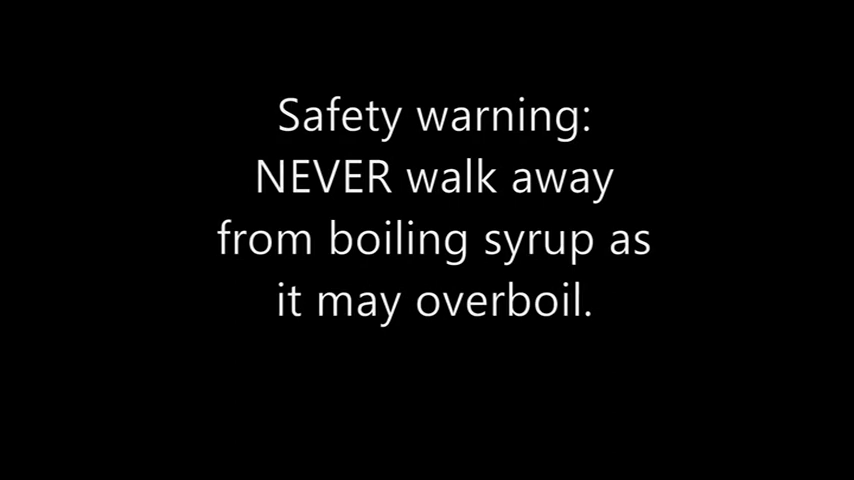 Safety warning:
NEVER walk away
from boiling syrup as
it may overboil.